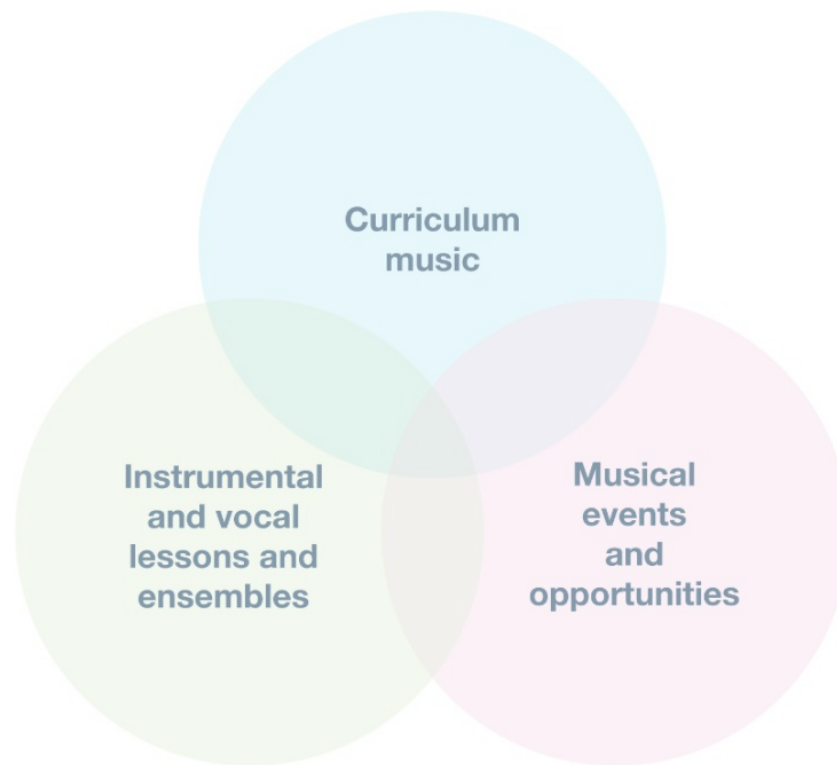 Curriculum
music
Instrumental
and vocal
lessons and
ensembles
Musical
events
and
opportunities